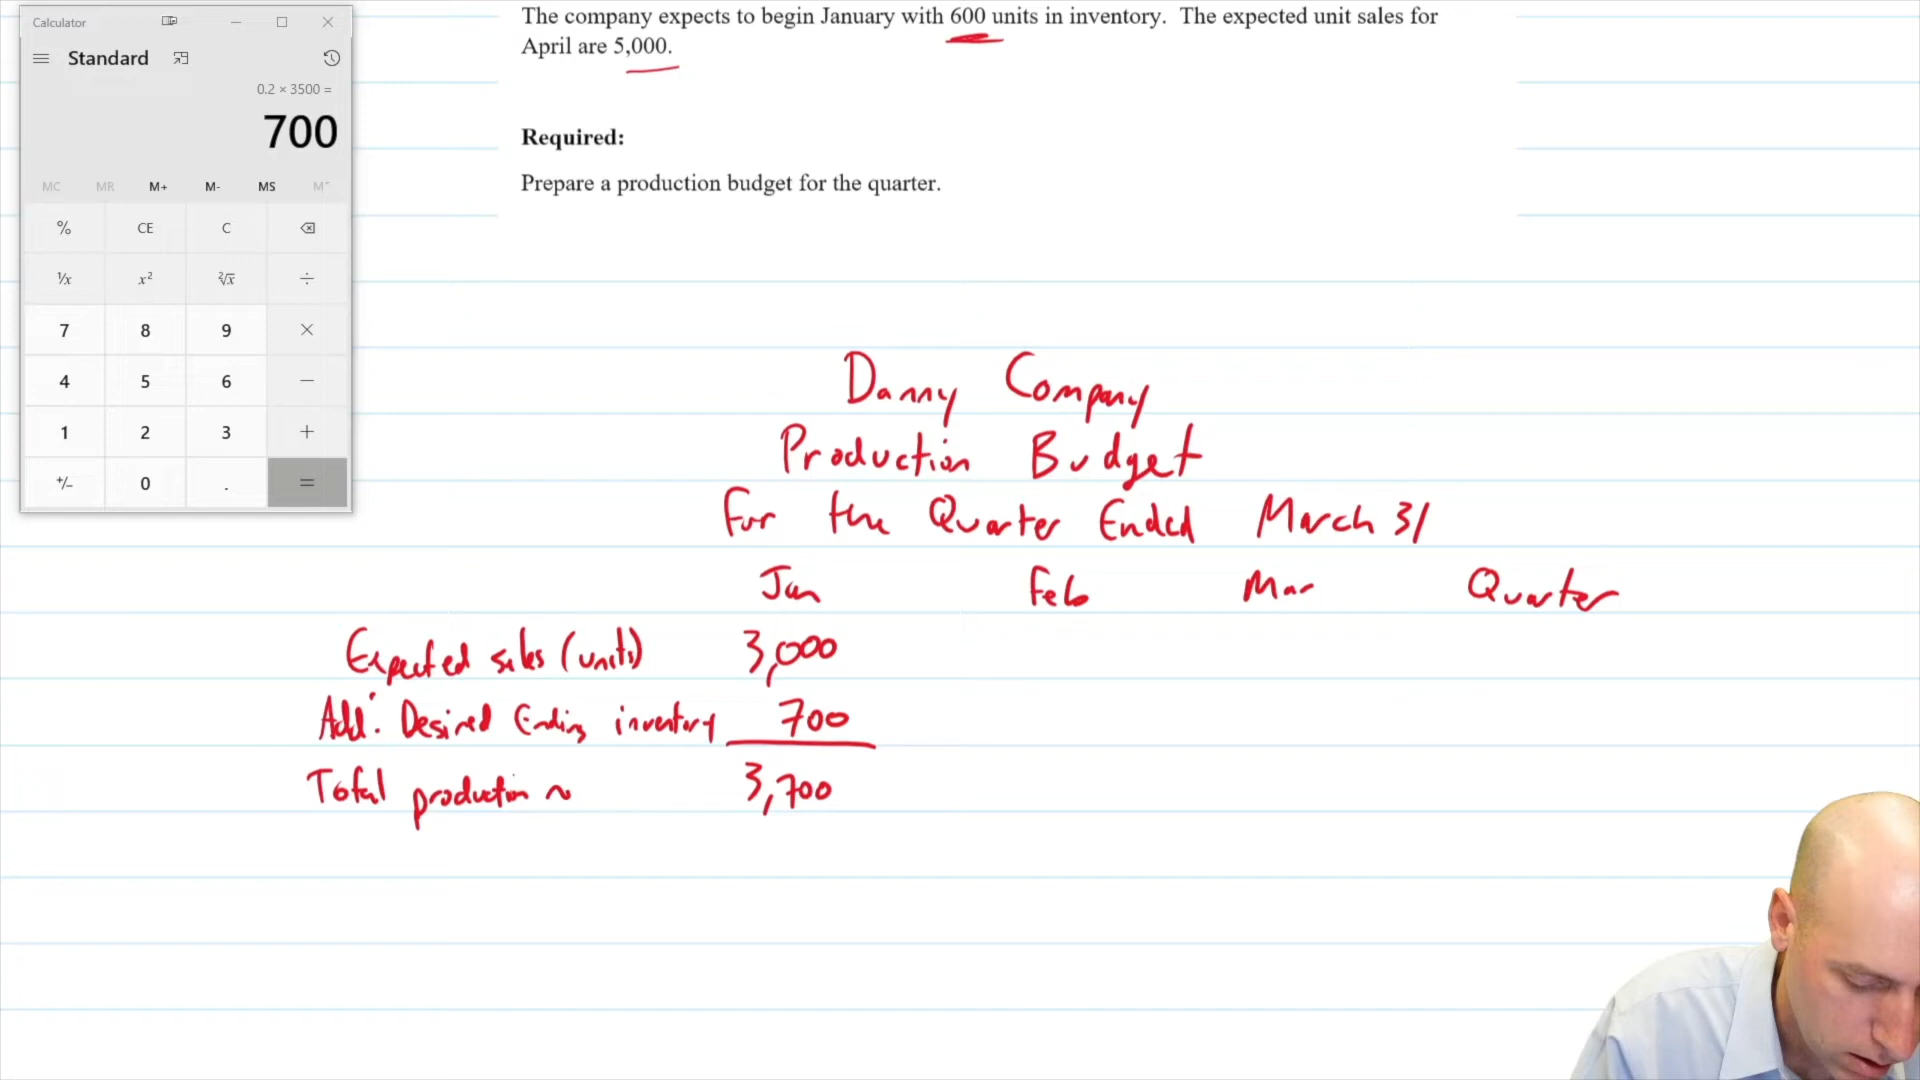 Calculator
Standard
0.2 × 3500 =
700
MC MR M+ M- MS M˅
% CE C
1/x x² ²√x ÷
7 8 9 ×
4 5 6 −
1 2 3 +
+/− 0 . =
The company expects to begin January with 600 units in inventory. The expected unit sales for
April are 5,000.
Required:
Prepare a production budget for the quarter.
Danny Company
Production Budget
For the Quarter Ended March 31
Jan Feb Mar Quarter
Expected sales (units) 3,000
Add: Desired Ending inventory 700
Total production n 3,700